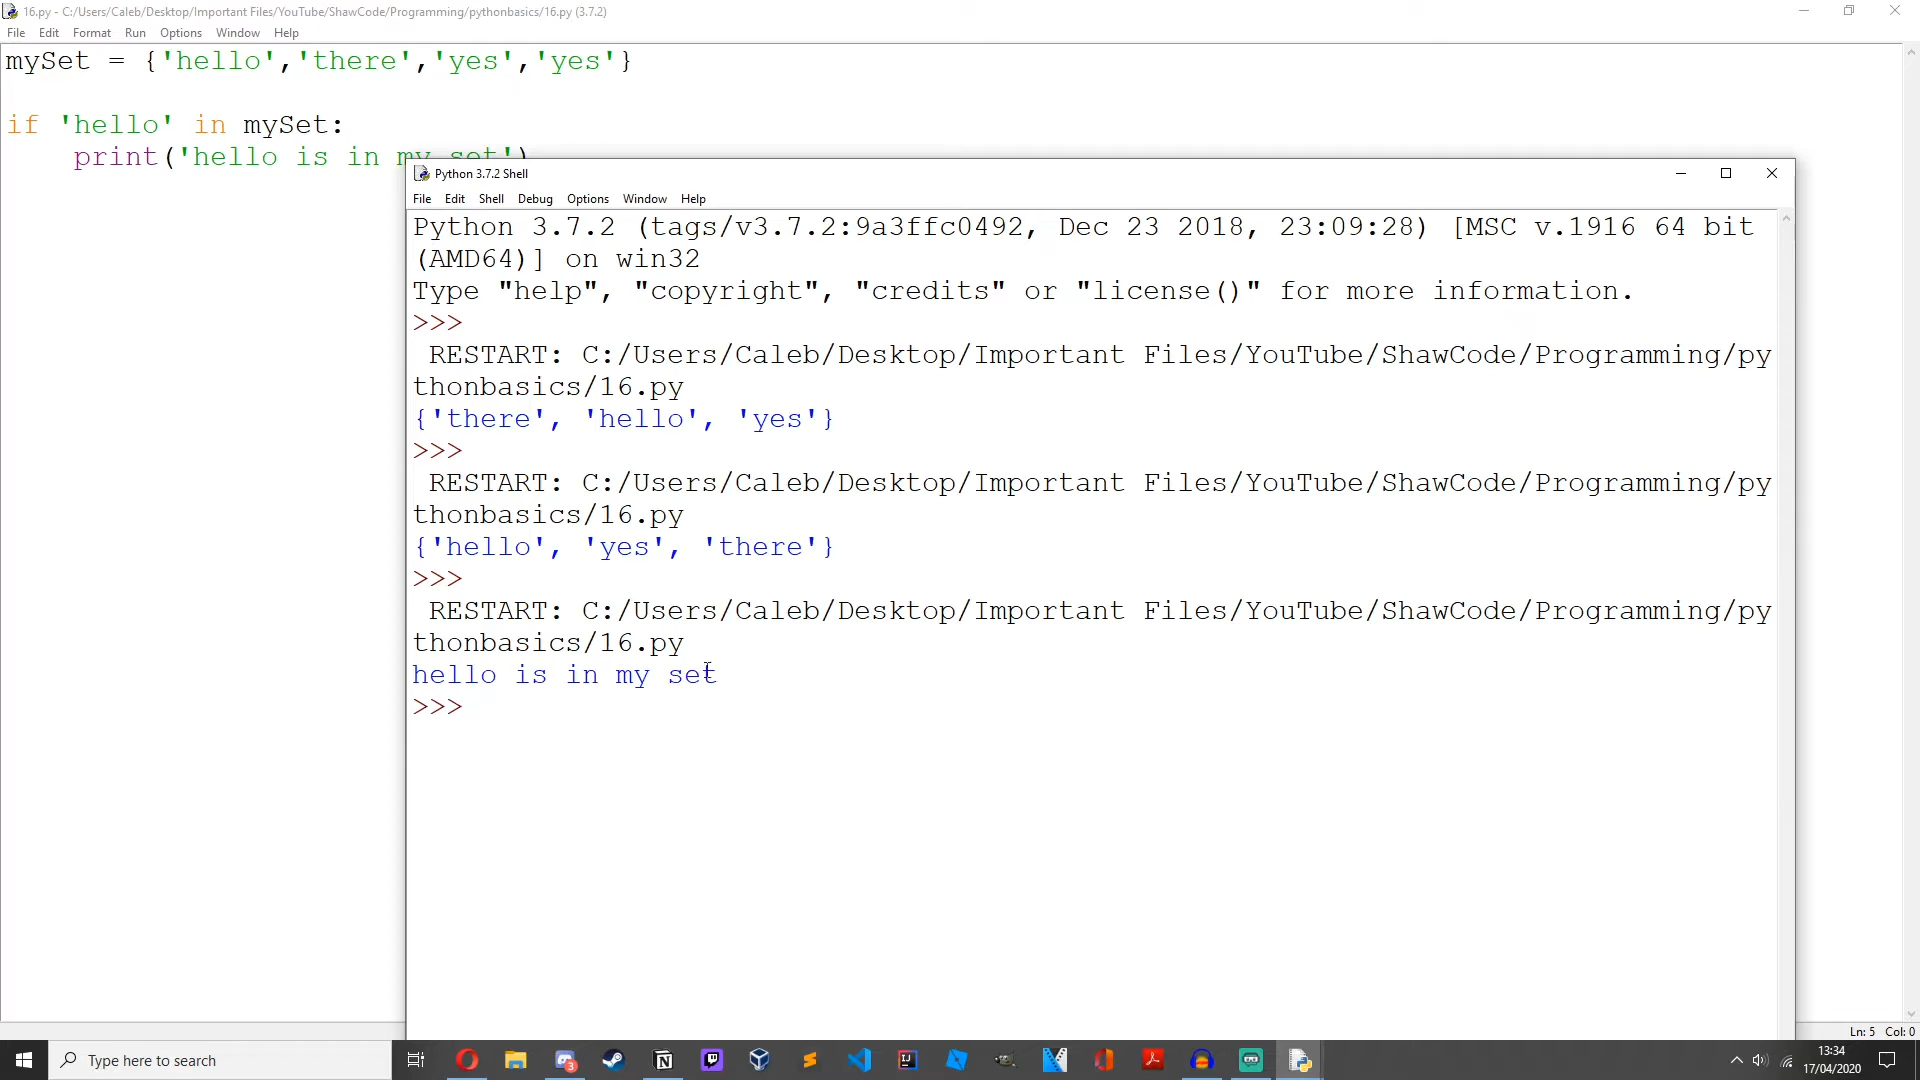 16.py - C:/Users/Caleb/Desktop/Important Files/YouTube/ShawCode/Programming/pythonbasics/16.py (3.7.2)
File Edit Format Run Options Window Help
mySet = {'hello','there','yes','yes'}
if 'hello' in mySet:
print('hello is in my set')
Python 3.7.2 Shell
File Edit Shell Debug Options Window Help
Python 3.7.2 (tags/v3.7.2:9a3ffc0492, Dec 23 2018, 23:09:28) [MSC v.1916 64 bit
(AMD64)] on win32
Type "help", "copyright", "credits" or "license()" for more information.
>>>
RESTART: C:/Users/Caleb/Desktop/Important Files/YouTube/ShawCode/Programming/py
thonbasics/16.py
{'there', 'hello', 'yes'}
>>>
RESTART: C:/Users/Caleb/Desktop/Important Files/YouTube/ShawCode/Programming/py
thonbasics/16.py
{'hello', 'yes', 'there'}
>>>
RESTART: C:/Users/Caleb/Desktop/Important Files/YouTube/ShawCode/Programming/py
thonbasics/16.py
hello is in my set
>>>
Ln: 5 Col: 0
Type here to search
3
13:34
17/04/2020